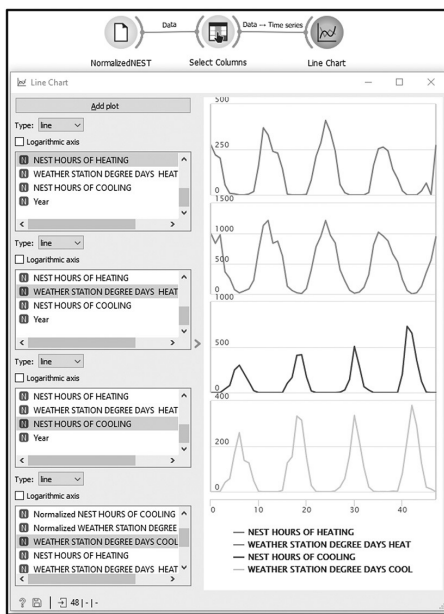 Data
Data ↔ Time series
NormalizedNEST
Select Columns
Line Chart
Line Chart
Add plot
Type: line
Logarithmic axis
N NEST HOURS OF HEATING
N WEATHER STATION DEGREE DAYS HEAT
N NEST HOURS OF COOLING
N Year
Type: line
Logarithmic axis
N NEST HOURS OF HEATING
N WEATHER STATION DEGREE DAYS HEAT
N NEST HOURS OF COOLING
N Year
Type: line
Logarithmic axis
N NEST HOURS OF HEATING
N WEATHER STATION DEGREE DAYS HEAT
N NEST HOURS OF COOLING
N Year
Type: line
Logarithmic axis
N Normalized NEST HOURS OF COOLING
N Normalized WEATHER STATION DEGREE
N WEATHER STATION DEGREE DAYS COOL
N NEST HOURS OF HEATING
N WEATHER STATION DEGREE DAYS HEAT
? 48 | - | -
500
250
0
1500
1000
500
0
1000
500
0
400
200
0
0 10 20 30 40
NEST HOURS OF HEATING
WEATHER STATION DEGREE DAYS HEAT
NEST HOURS OF COOLING
WEATHER STATION DEGREE DAYS COOL